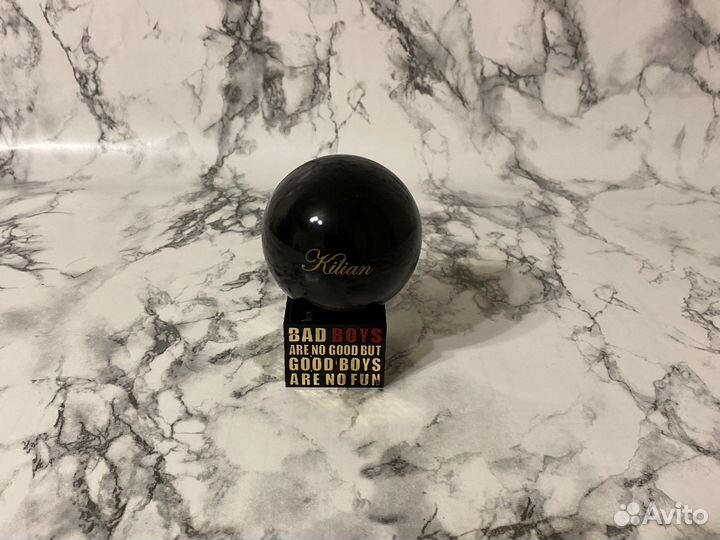 Kilian
BAD BOYS
ARE NO GOOD BUT
GOOD BOYS
ARE NO FUN
Avito